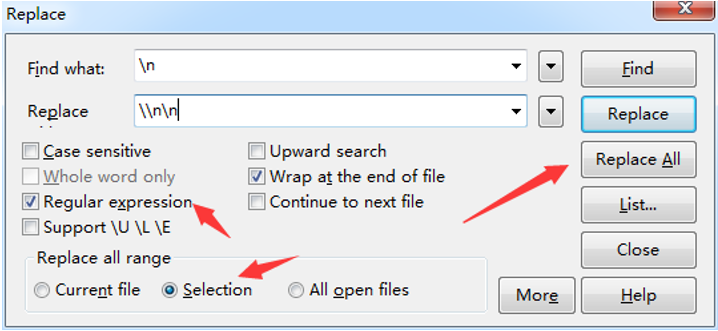 Replace
Find what:
\n
Find
Replace
\\n\n
Replace
Case sensitive
Upward search
Replace All
Whole word only
Wrap at the end of file
Regular expression
Continue to next file
List...
Support \U \L \E
Replace all range
Close
Current file
Selection
All open files
More
Help